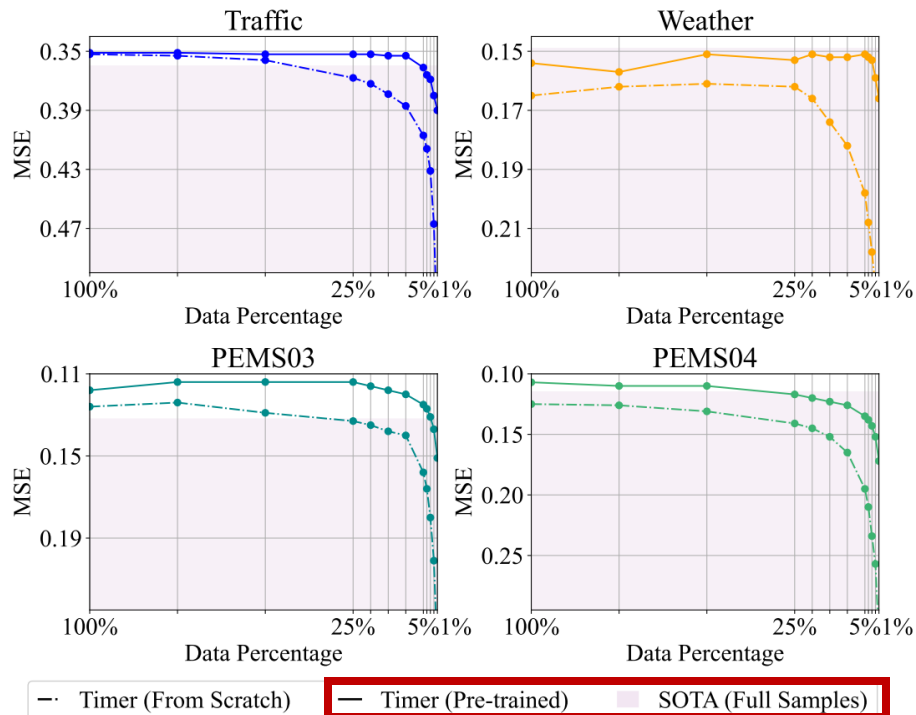 Traffic Weather
0.35
0.39
0.43
0.47
MSE
100% 25% 5% 1%
Data Percentage
0.15
0.17
0.19
0.21
MSE
100% 25% 5% 1%
Data Percentage
PEMS03 PEMS04
0.11
0.15
0.19
MSE
100% 25% 5% 1%
Data Percentage
0.10
0.15
0.20
0.25
MSE
100% 25% 5% 1%
Data Percentage
Timer (From Scratch) Timer (Pre-trained) SOTA (Full Samples)